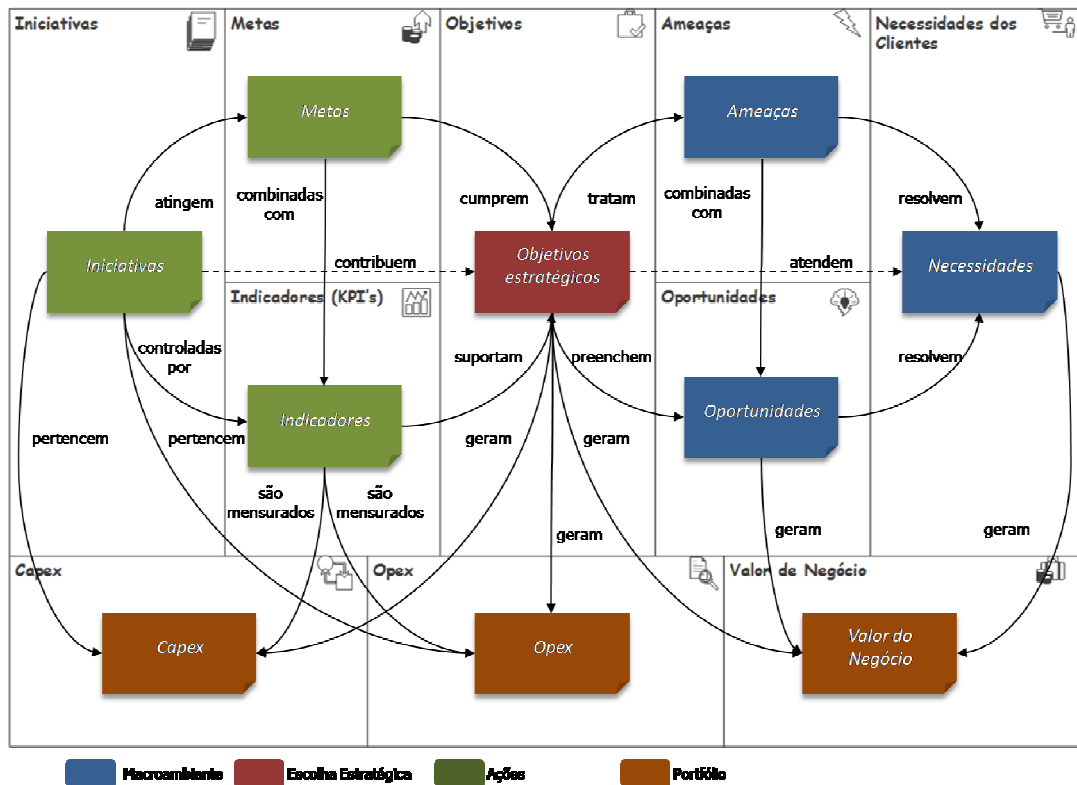 Iniciativas
Metas
Objetivos
Ameaças
Necessidades dos
Clientes
Metas
Ameaças
atingem
combinadas
com
cumprem
tratam
combinadas
com
resolvem
Iniciativas
contribuem
Objetivos
estratégicos
atendem
Necessidades
Indicadores (KPI's)
Oportunidades
controladas
por
suportam
preenchem
resolvem
Indicadores
Oportunidades
pertencem
pertencem
geram
geram
são
mensurados
são
mensurados
geram
geram
geram
Capex
Opex
Valor de Negócio
Capex
Opex
Valor do
Negócio
Macroambiente
Escolha Estratégica
Ações
Portfólio